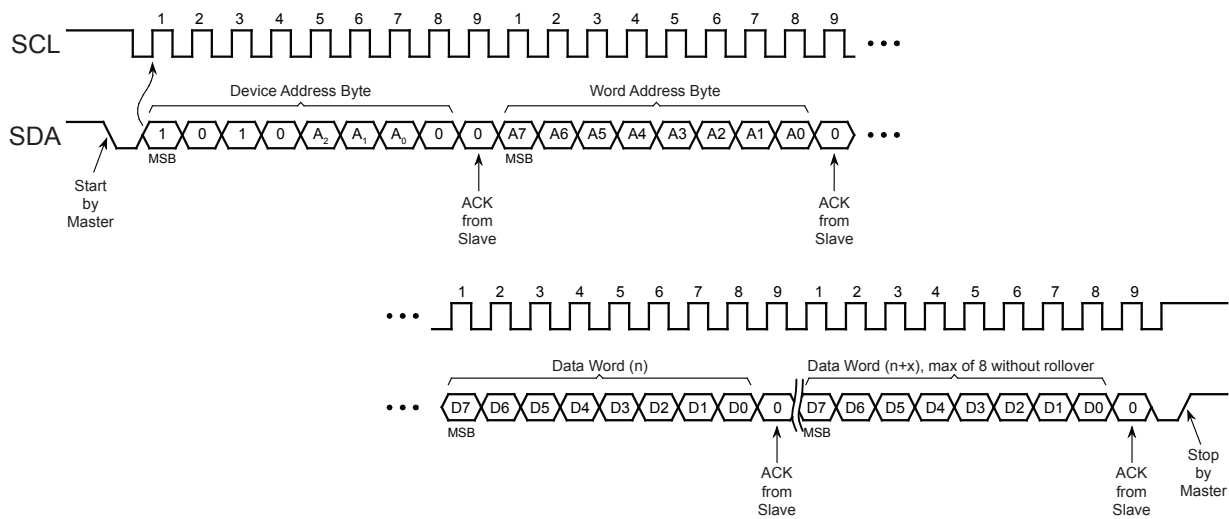 SCL 1 2 3 4 5 6 7 8 9 1 2 3 4 5 6 7 8 9
Device Address Byte Word Address Byte
SDA 1 0 1 0 A2 A1 A0 0 0 A7 A6 A5 A4 A3 A2 A1 A0 0
MSB MSB
Start
by
Master
ACK
from
Slave
ACK
from
Slave
1 2 3 4 5 6 7 8 9 1 2 3 4 5 6 7 8 9
Data Word (n) Data Word (n+x), max of 8 without rollover
D7 D6 D5 D4 D3 D2 D1 D0 0 D7 D6 D5 D4 D3 D2 D1 D0 0
MSB MSB
ACK
from
Slave
ACK
from
Slave
Stop
by
Master